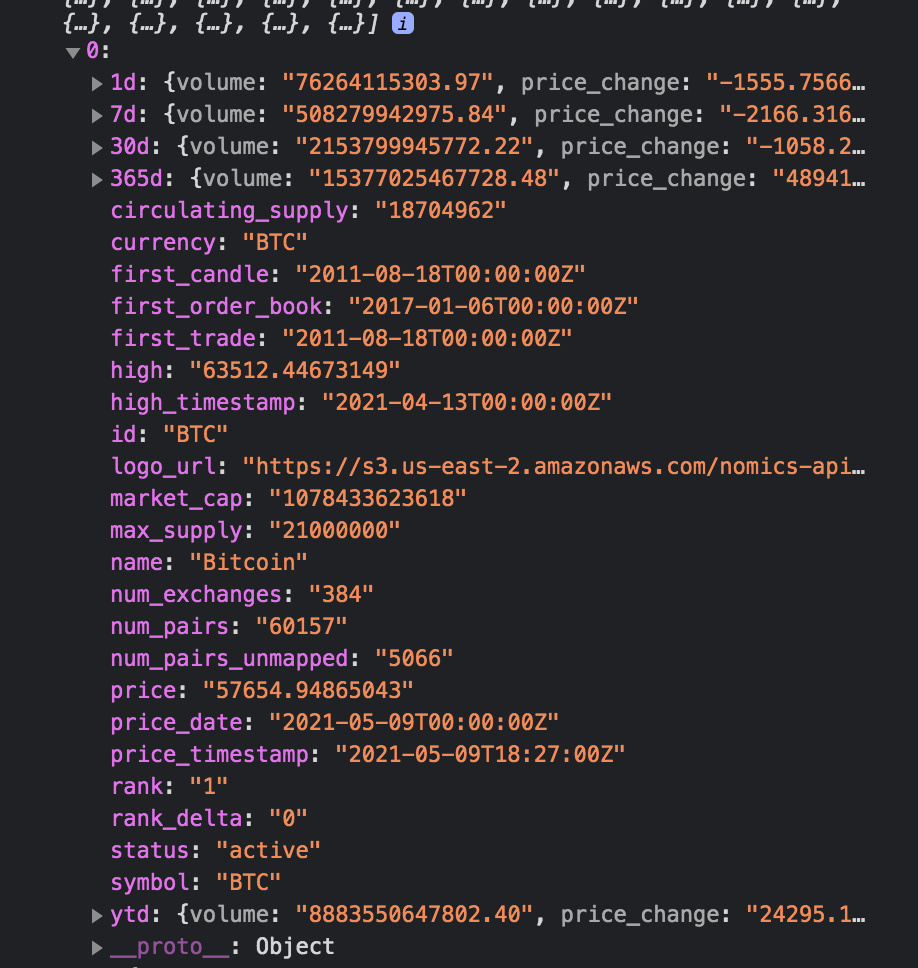 {…}, {…}, {…}, {…}, {…}, {…}, {…}, {…}, {…}, {…}, {…}, {…},
{…}, {…}, {…}, {…}, {…}] i
▼0:
▶1d: {volume: "76264115303.97", price_change: "-1555.7566…
▶7d: {volume: "508279942975.84", price_change: "-2166.316…
▶30d: {volume: "2153799945772.22", price_change: "-1058.2…
▶365d: {volume: "15377025467728.48", price_change: "48941…
circulating_supply: "18704962"
currency: "BTC"
first_candle: "2011-08-18T00:00:00Z"
first_order_book: "2017-01-06T00:00:00Z"
first_trade: "2011-08-18T00:00:00Z"
high: "63512.44673149"
high_timestamp: "2021-04-13T00:00:00Z"
id: "BTC"
logo_url: "https://s3.us-east-2.amazonaws.com/nomics-api…
market_cap: "1078433623618"
max_supply: "21000000"
name: "Bitcoin"
num_exchanges: "384"
num_pairs: "60157"
num_pairs_unmapped: "5066"
price: "57654.94865043"
price_date: "2021-05-09T00:00:00Z"
price_timestamp: "2021-05-09T18:27:00Z"
rank: "1"
rank_delta: "0"
status: "active"
symbol: "BTC"
▶ytd: {volume: "8883550647802.40", price_change: "24295.1…
▶__proto__: Object